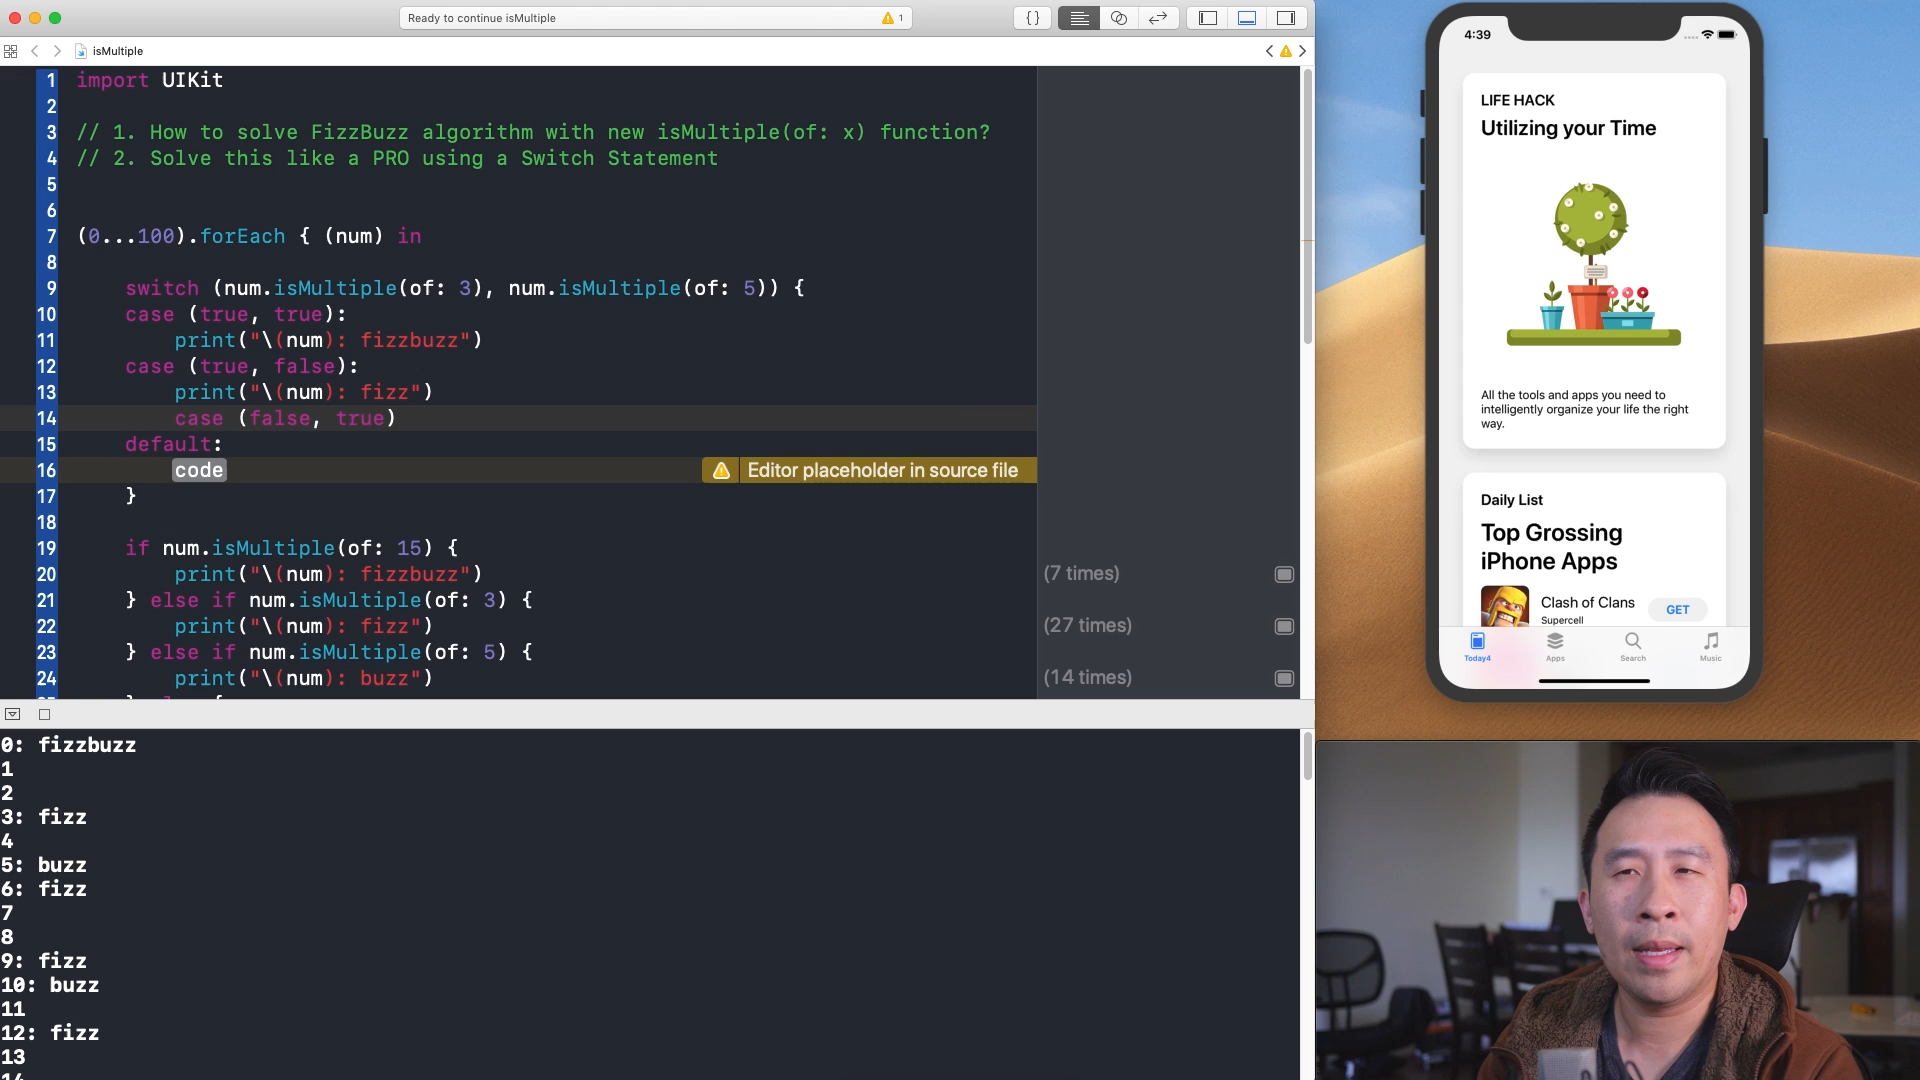 Ready to continue isMultiple
1
isMultiple
1 import UIKit
2
3 // 1. How to solve FizzBuzz algorithm with new isMultiple(of: x) function?
4 // 2. Solve this like a PRO using a Switch Statement
5
6
7 (0...100).forEach { (num) in
8
9 switch (num.isMultiple(of: 3), num.isMultiple(of: 5)) {
10 case (true, true):
11 print("\(num): fizzbuzz")
12 case (true, false):
13 print("\(num): fizz")
14 case (false, true)
15 default:
16 code
Editor placeholder in source file
17 }
18
19 if num.isMultiple(of: 15) {
20 print("\(num): fizzbuzz")
(7 times)
21 } else if num.isMultiple(of: 3) {
22 print("\(num): fizz")
(27 times)
23 } else if num.isMultiple(of: 5) {
24 print("\(num): buzz")
(14 times)
0: fizzbuzz
1
2
3: fizz
4
5: buzz
6: fizz
7
8
9: fizz
10: buzz
11
12: fizz
13
14
4:39
LIFE HACK
Utilizing your Time
All the tools and apps you need to
intelligently organize your life the right
way.
Daily List
Top Grossing
iPhone Apps
Clash of Clans
Supercell
GET
Today4
Apps
Search
Music